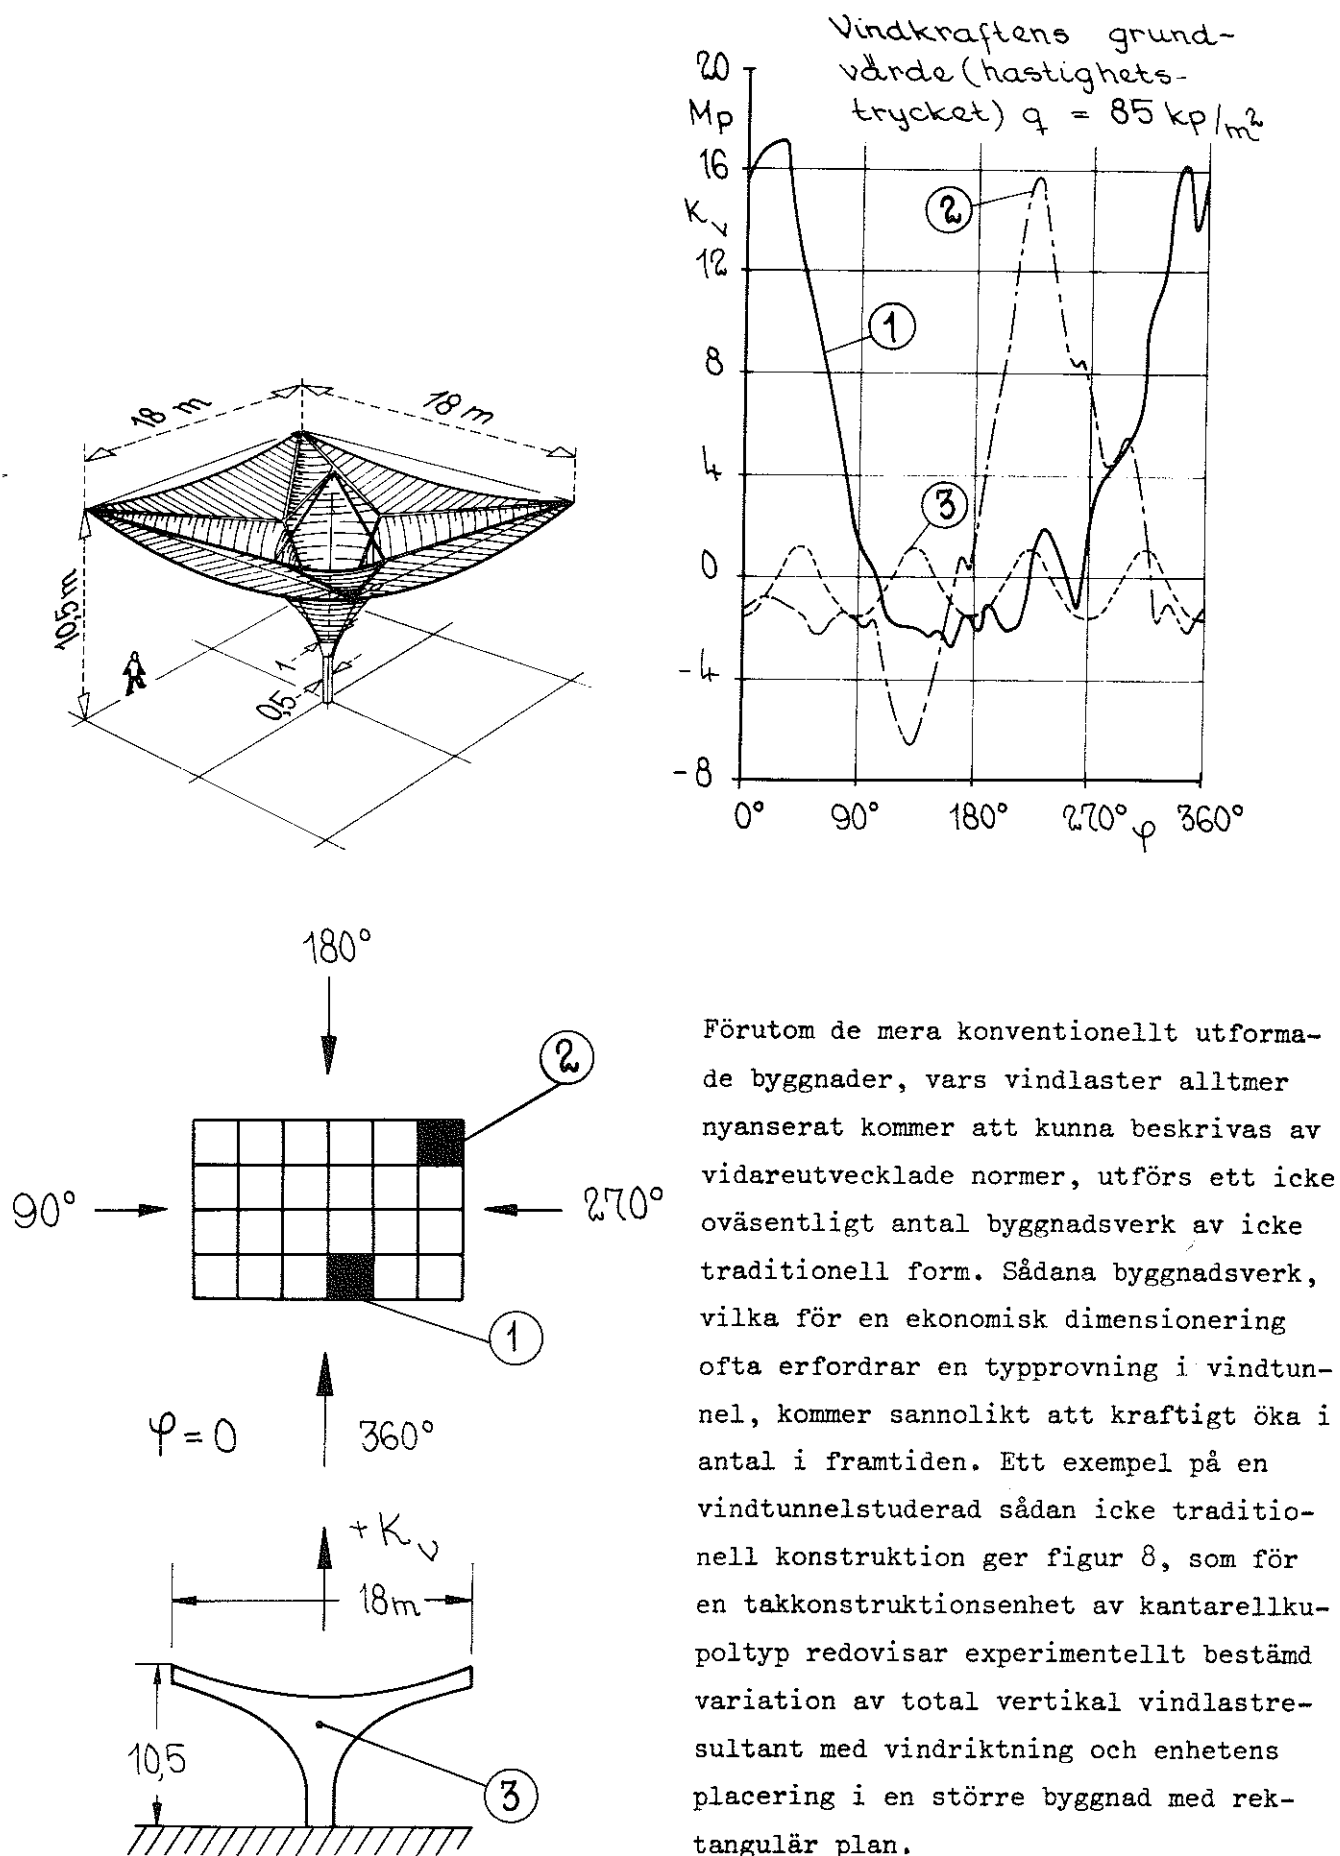 Vindkraftens grund-
värde (hastighets-
trycket) q = 85 kp/m²
20
Mp
16
Kᵥ
12
8
4
0
-4
-8
0°
90°
180°
270°
φ
360°
1
2
3
18 m
18 m
10,5 m
1
0,5
180°
2
90°
270°
1
φ = 0
360°
+ Kᵥ
18 m
10,5
3
Förutom de mera konventionellt utforma-
de byggnader, vars vindlaster alltmer
nyanserat kommer att kunna beskrivas av
vidareutvecklade normer, utförs ett icke
oväsentligt antal byggnadsverk av icke
traditionell form. Sådana byggnadsverk,
vilka för en ekonomisk dimensionering
ofta erfordrar en typprovning i vindtun-
nel, kommer sannolikt att kraftigt öka i
antal i framtiden. Ett exempel på en
vindtunnelstuderad sådan icke traditio-
nell konstruktion ger figur 8, som för
en takkonstruktionsenhet av kantarellku-
poltyp redovisar experimentellt bestämd
variation av total vertikal vindlastre-
sultant med vindriktning och enhetens
placering i en större byggnad med rek-
tangulär plan.